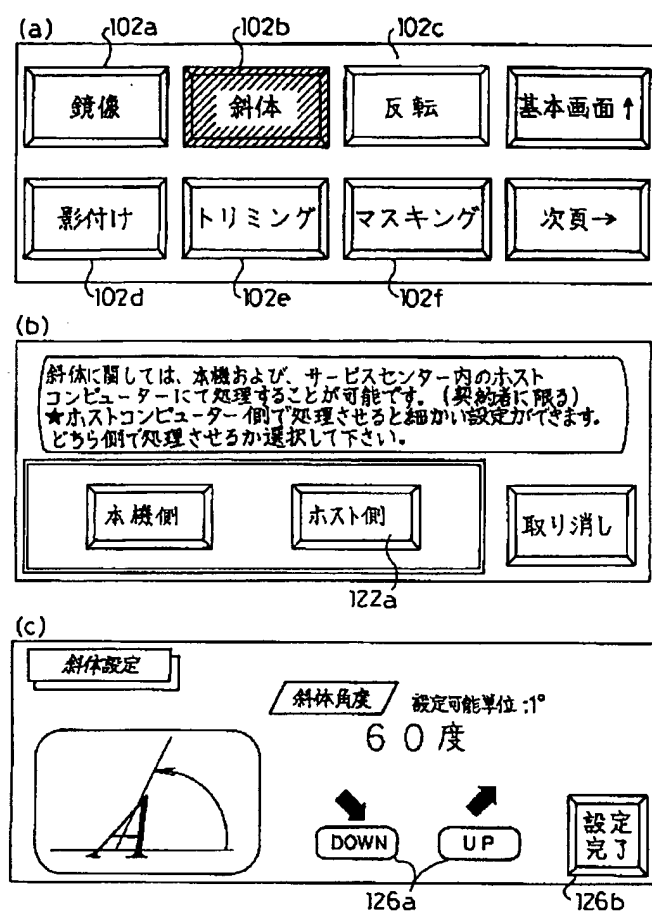 (a) 102a 102b 102c
鏡像 斜体 反転 基本画面↑
影付け トリミング マスキング 次頁→
102d 102e 102f
(b)
斜体に関しては、本機および、サービスセンター内のホスト
コンピューターにて処理することが可能です。(契約者に限る)
★ホストコンピューター側で処理させると細かい設定ができます.
どちら側で処理させるか選択して下さい。
本機側 ホスト側 取り消し
122a
(c)
斜体設定
斜体角度 設定可能単位:1°
60度
A
DOWN UP 設定
完了
126a 126b